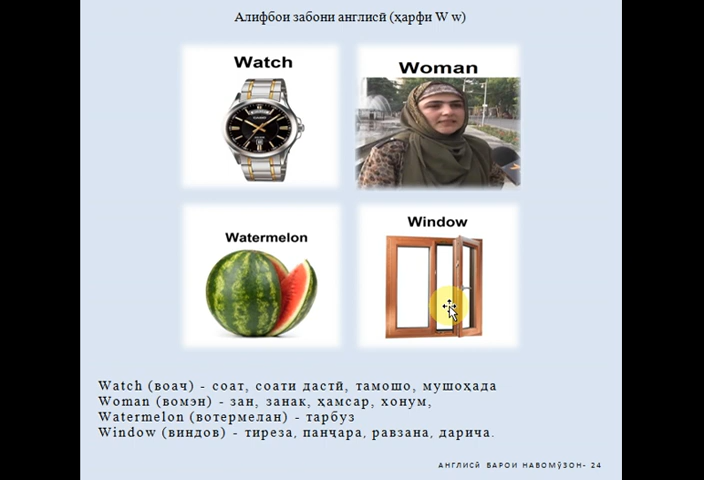 Алифбои забони англисӣ (ҳарфи W w)
Watch
Woman
Watermelon
Window
Watch (воач) - соат, соати дастӣ, тамошо, мушоҳада
Woman (вомэн) - зан, занак, ҳамсар, хонум,
Watermelon (вотермелан) - тарбуз
Window (виндов) - тиреза, панҷара, равзана, дарича.
АНГЛИСӢ БАРОИ НАВОМӮЗОН- 24